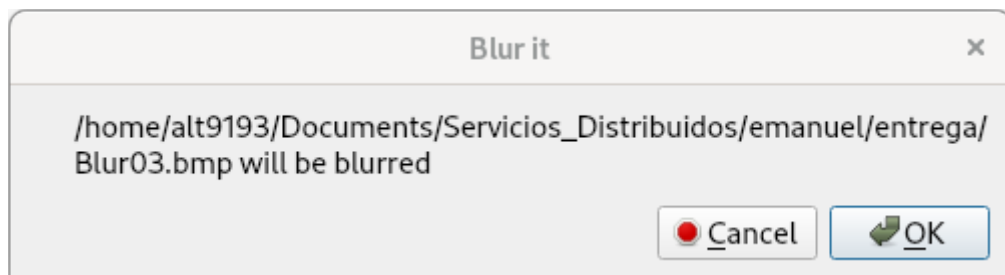 Blur it
/home/alt9193/Documents/Servicios_Distribuidos/emanuel/entrega/
Blur03.bmp will be blurred
Cancel
OK